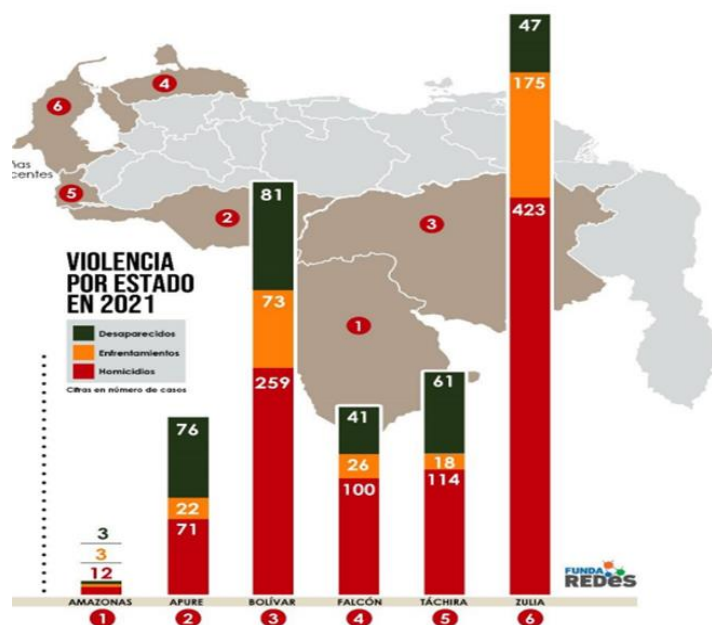 47
4
175
6
ñas
centes
5
81
2
3
423
VIOLENCIA
POR ESTADO
EN 2021
73
1
Desaparecidos
Enfrentamientos
Homicidios
259
61
Cifras en número de casos
76
41
26
18
22
100
114
71
3
3
12
FUNDA
REDES
AMAZONAS APURE BOLÍVAR FALCÓN TÁCHIRA ZULIA
1 2 3 4 5 6